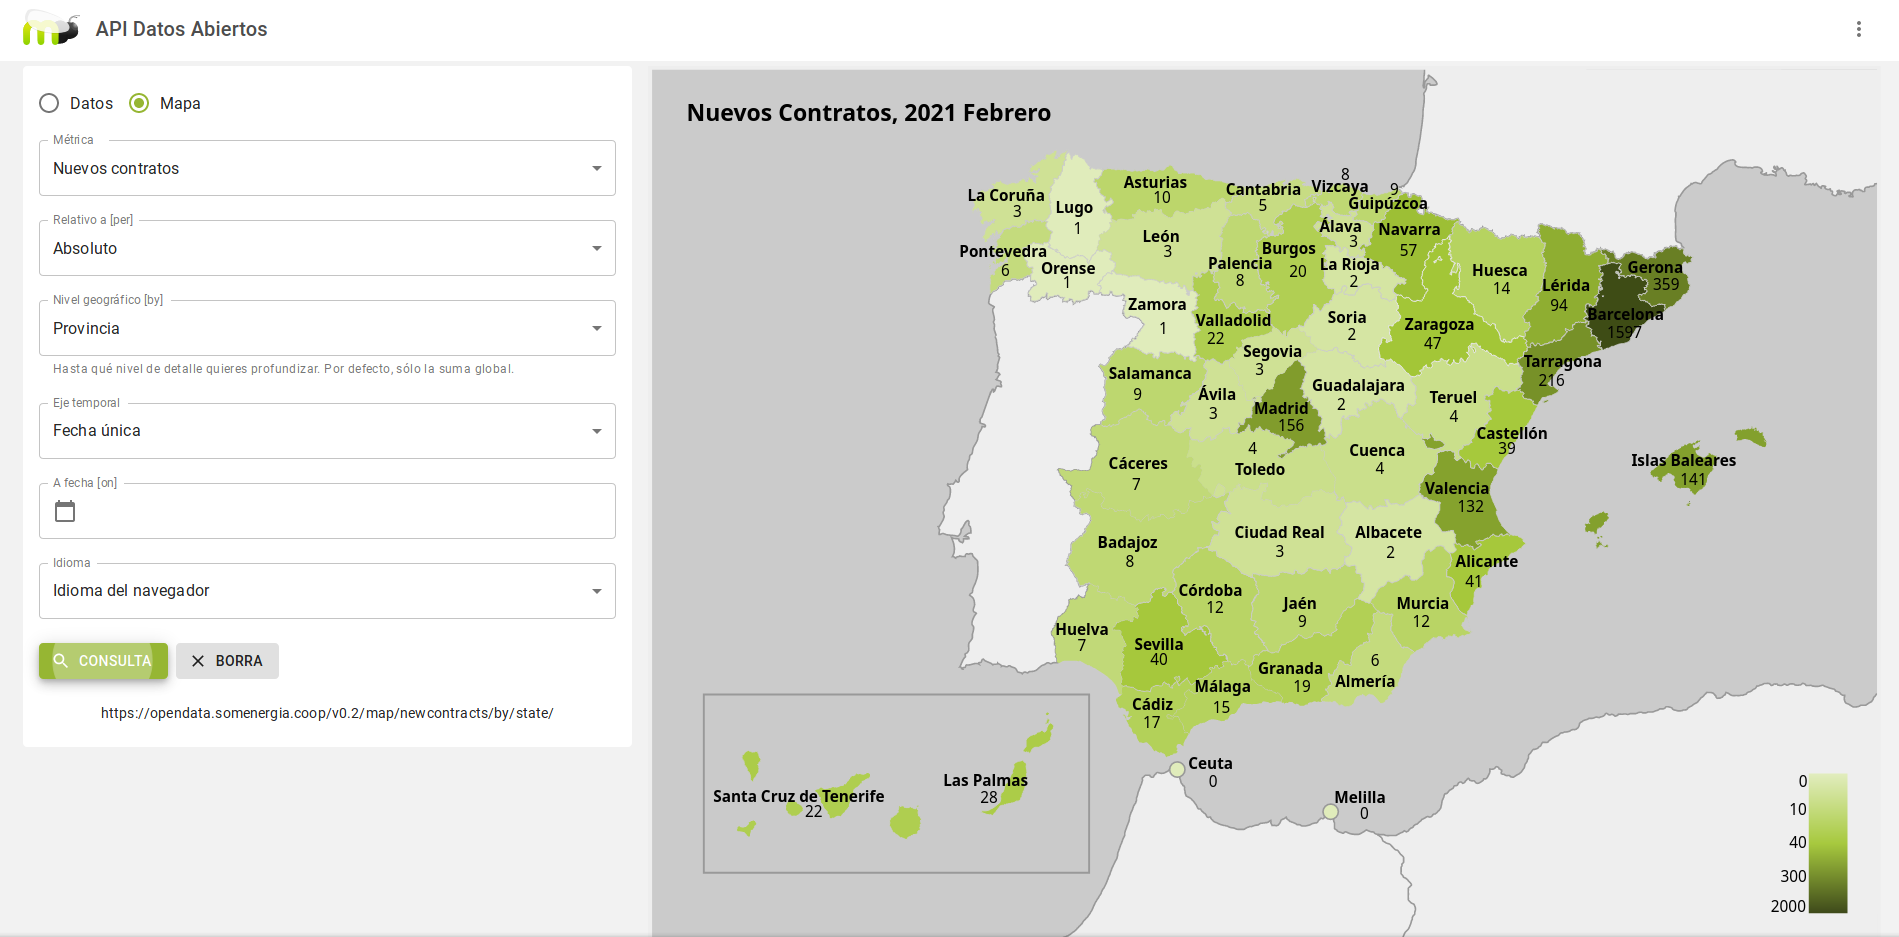 API Datos Abiertos
Datos
Mapa
Métrica
Nuevos contratos
Relativo a [per]
Absoluto
Nivel geográfico [by]
Provincia
Hasta qué nivel de detalle quieres profundizar. Por defecto, sólo la suma global.
Eje temporal
Fecha única
A fecha [on]
Idioma
Idioma del navegador
CONSULTA
BORRA
https://opendata.somenergia.coop/v0.2/map/newcontracts/by/state/
Nuevos Contratos, 2021 Febrero
La Coruña
3
Lugo
1
Asturias
10
Cantabria
5
8
Vizcaya
9
Guipúzcoa
Pontevedra
6
Orense
1
León
3
Palencia
8
Burgos
20
Álava
3
La Rioja
2
Navarra
57
Huesca
14
Lérida
94
Gerona
359
Barcelona
1597
Zamora
1
Valladolid
22
Soria
2
Zaragoza
47
Tarragona
216
Salamanca
9
Segovia
3
Ávila
3
Madrid
156
Guadalajara
2
Teruel
4
Castellón
39
Islas Baleares
141
Cáceres
7
4
Toledo
Cuenca
4
Valencia
132
Badajoz
8
Ciudad Real
3
Albacete
2
Alicante
41
Huelva
7
Córdoba
12
Jaén
9
Murcia
12
Sevilla
40
Granada
19
6
Almería
Málaga
15
Cádiz
17
Ceuta
0
Melilla
0
Santa Cruz de Tenerife
22
Las Palmas
28
0
10
40
300
2000